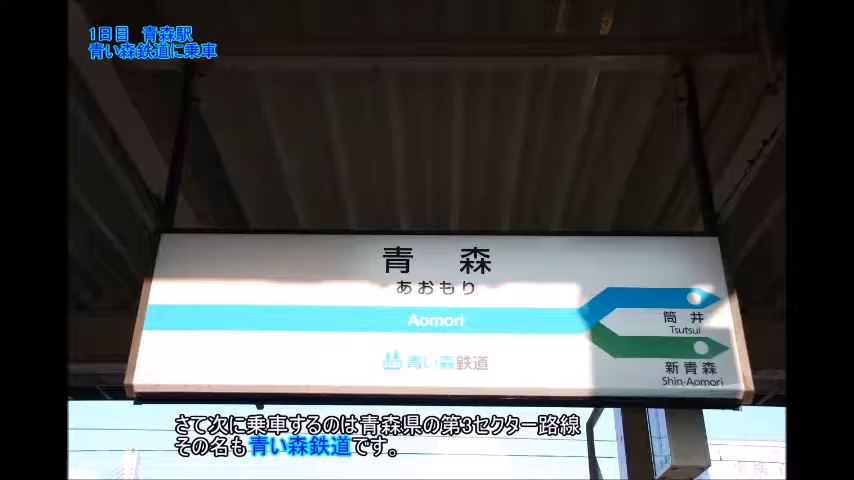 1日目 青森駅
青い森鉄道に乗車
青 森
あおもり
Aomori
青い森鉄道
筒 井
Tsutsui
新青森
Shin-Aomori
さて次に乗車するのは青森県の第3セクター路線
その名も青い森鉄道です。